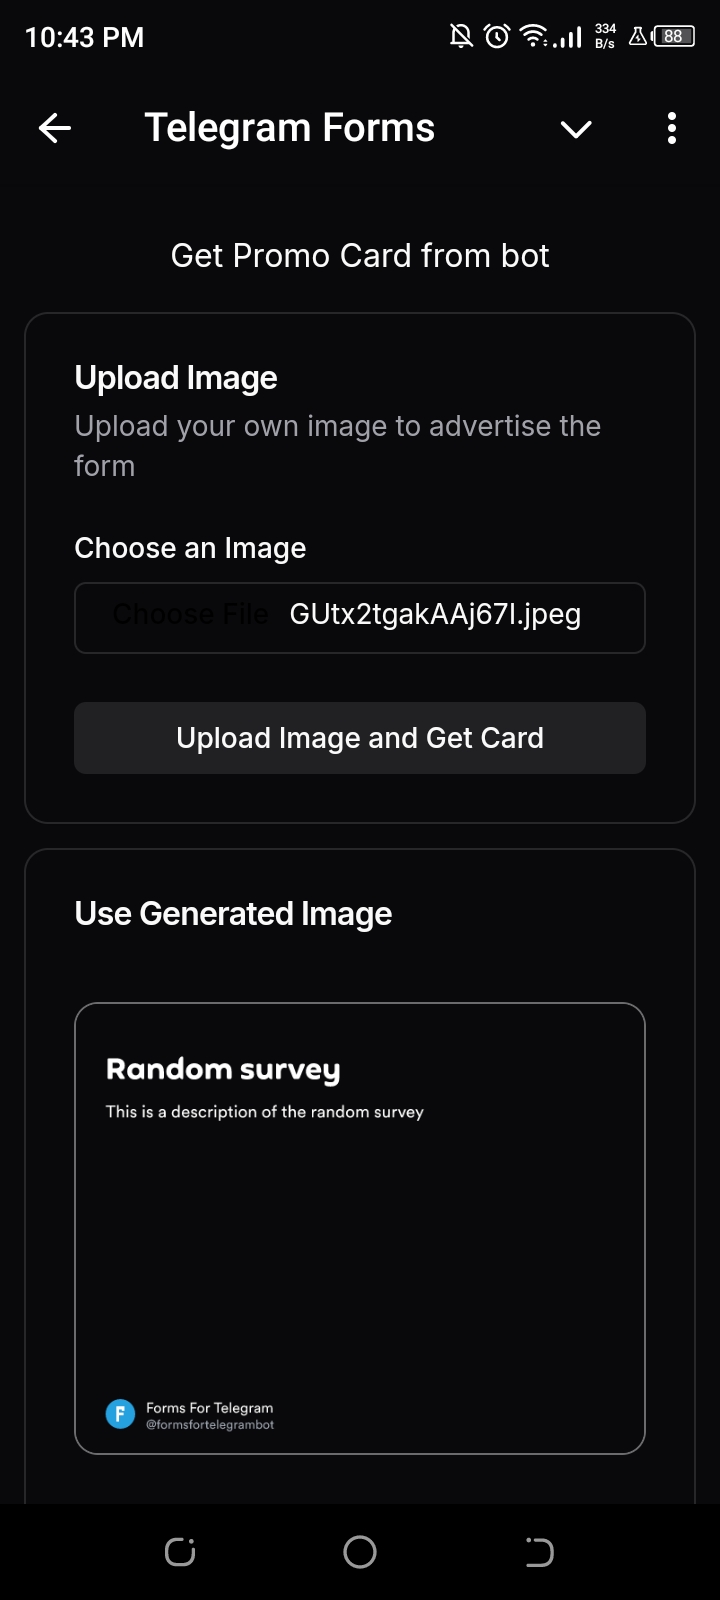 10:43 PM 334 B/s 88
Telegram Forms
Get Promo Card from bot
Upload Image
Upload your own image to advertise the
form
Choose an Image
Choose File GUtx2tgakAAj67I.jpeg
Upload Image and Get Card
Use Generated Image
Random survey
This is a description of the random survey
F Forms For Telegram
@formsfortelegrambot